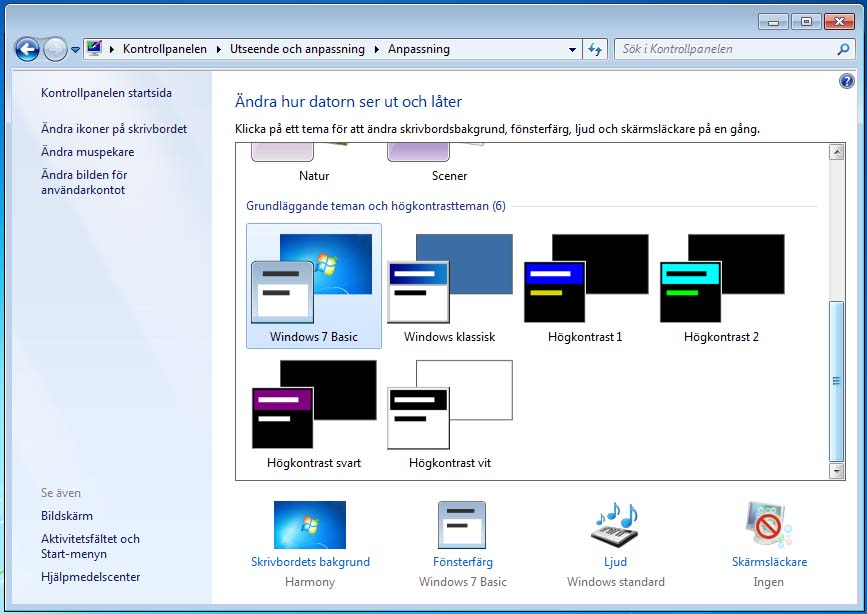 Kontrollpanelen Utseende och anpassning Anpassning
Sök i Kontrollpanelen
Kontrollpanelen startsida
Ändra ikoner på skrivbordet
Ändra muspekare
Ändra bilden för
användarkontot
Se även
Bildskärm
Aktivitetsfältet och
Start-menyn
Hjälpmedelscenter
Ändra hur datorn ser ut och låter
Klicka på ett tema för att ändra skrivbordsbakgrund, fönsterfärg, ljud och skärmsläckare på en gång.
Natur Scener
Grundläggande teman och högkontrastteman (6)
Windows 7 Basic Windows klassisk Högkontrast 1 Högkontrast 2
Högkontrast svart Högkontrast vit
Skrivbordets bakgrund Fönsterfärg Ljud Skärmsläckare
Harmony Windows 7 Basic Windows standard Ingen